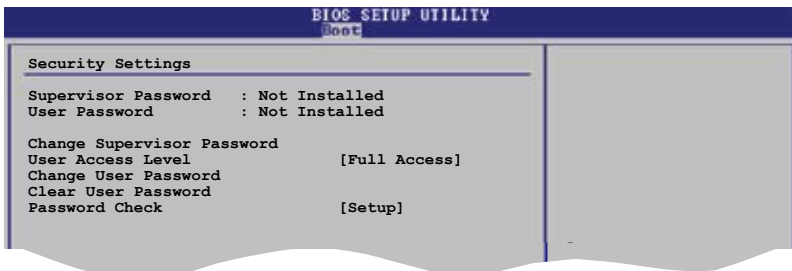 BIOS SETUP UTILITY
Boot
Security Settings
Supervisor Password : Not Installed
User Password : Not Installed
Change Supervisor Password
User Access Level [Full Access]
Change User Password
Clear User Password
Password Check [Setup]